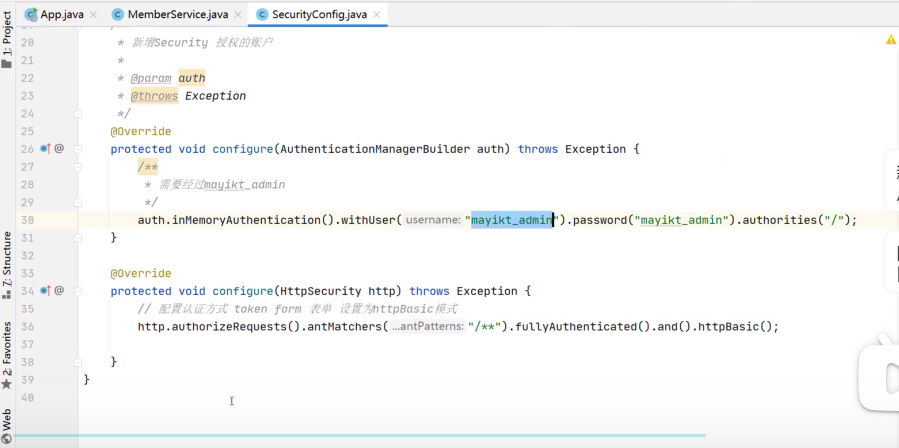 App.java
MemberService.java
SecurityConfig.java
1: Project
20 * 新增Security 授权的账户
21 *
22 * @param auth
23 * @throws Exception
24 */
25 @Override
26 protected void configure(AuthenticationManagerBuilder auth) throws Exception {
27 /**
28 * 需要经过mayikt_admin
29 */
30 auth.inMemoryAuthentication().withUser( username: "mayikt_admin").password("mayikt_admin").authorities("/");
31 }
32
33 @Override
34 protected void configure(HttpSecurity http) throws Exception {
35 // 配置认证方式 token form 表单 设置为httpBasic模式
36 http.authorizeRequests().antMatchers( ...antPatterns: "/**").fullyAuthenticated().and().httpBasic();
37
38 }
39 }
40
7: Structure
2: Favorites
Web